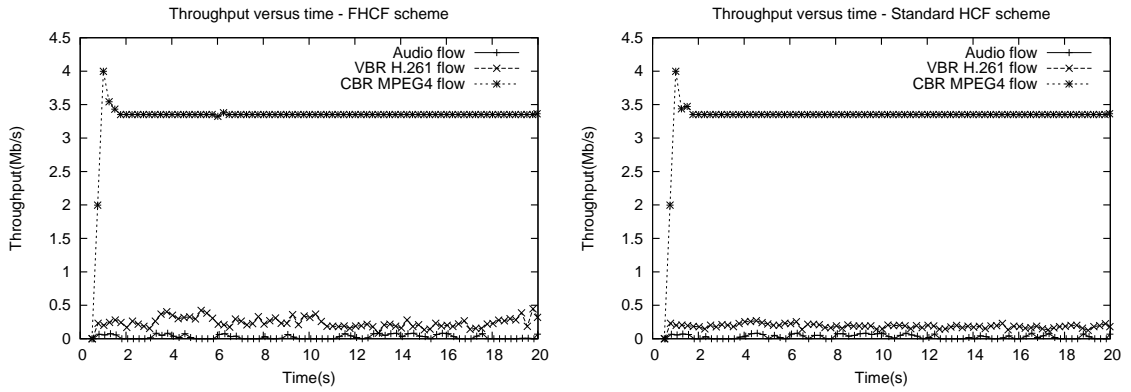 Throughput versus time - FHCF scheme
4.5
4
3.5
3
2.5
2
1.5
1
0.5
0
Throughput(Mb/s)
Audio flow
VBR H.261 flow
CBR MPEG4 flow
0 2 4 6 8 10 12 14 16 18 20
Time(s)
Throughput versus time - Standard HCF scheme
4.5
4
3.5
3
2.5
2
1.5
1
0.5
0
Throughput(Mb/s)
Audio flow
VBR H.261 flow
CBR MPEG4 flow
0 2 4 6 8 10 12 14 16 18 20
Time(s)